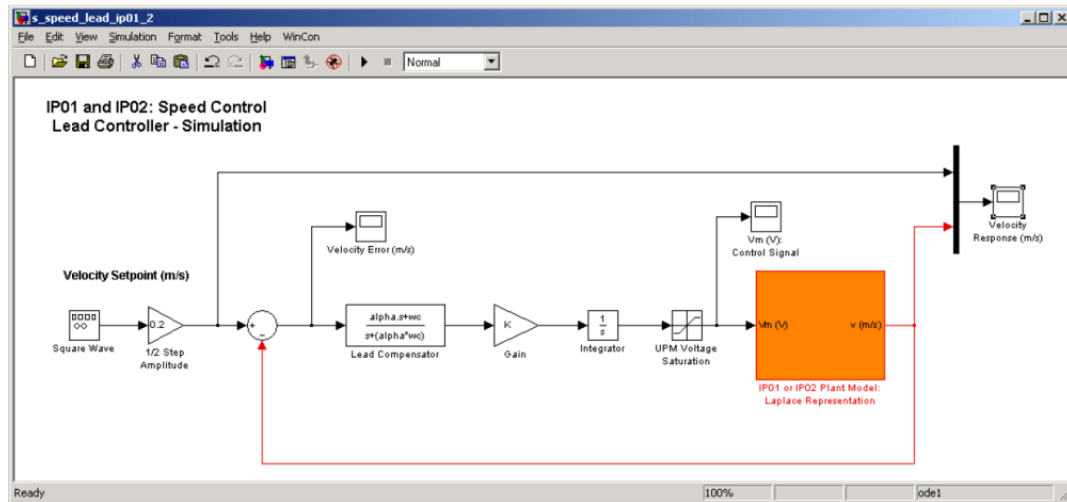 s_speed_lead_ip01_2
File Edit View Simulation Format Tools Help WinCon
Normal
IP01 and IP02: Speed Control
Lead Controller - Simulation
Velocity Error (m/s)
Vm (V):
Control Signal
Velocity
Response (m/s)
Velocity Setpoint (m/s)
Square Wave
0.2
1/2 Step
Amplitude
+
-
alpha.s+wc
s+(alpha*wc)
Lead Compensator
K
Gain
1
s
Integrator
UPM Voltage
Saturation
Vm (V)
v (m/s)
IP01 or IP02 Plant Model:
Laplace Representation
Ready
100%
ode1